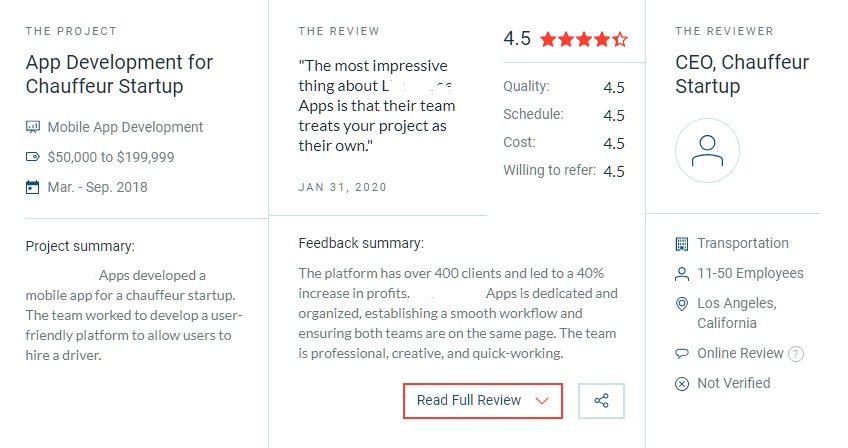 THE PROJECT
App Development for
Chauffeur Startup
Mobile App Development
$50,000 to $199,999
Mar. - Sep. 2018
Project summary:
Apps developed a
mobile app for a chauffeur startup.
The team worked to develop a user-
friendly platform to allow users to
hire a driver.
THE REVIEW
"The most impressive
thing about
Apps is that their team
treats your project as
their own."
JAN 31, 2020
4.5
Quality: 4.5
Schedule: 4.5
Cost: 4.5
Willing to refer: 4.5
Feedback summary:
The platform has over 400 clients and led to a 40%
increase in profits. Apps is dedicated and
organized, establishing a smooth workflow and
ensuring both teams are on the same page. The team
is professional, creative, and quick-working.
Read Full Review
THE REVIEWER
CEO, Chauffeur
Startup
Transportation
11-50 Employees
Los Angeles,
California
Online Review ?
Not Verified